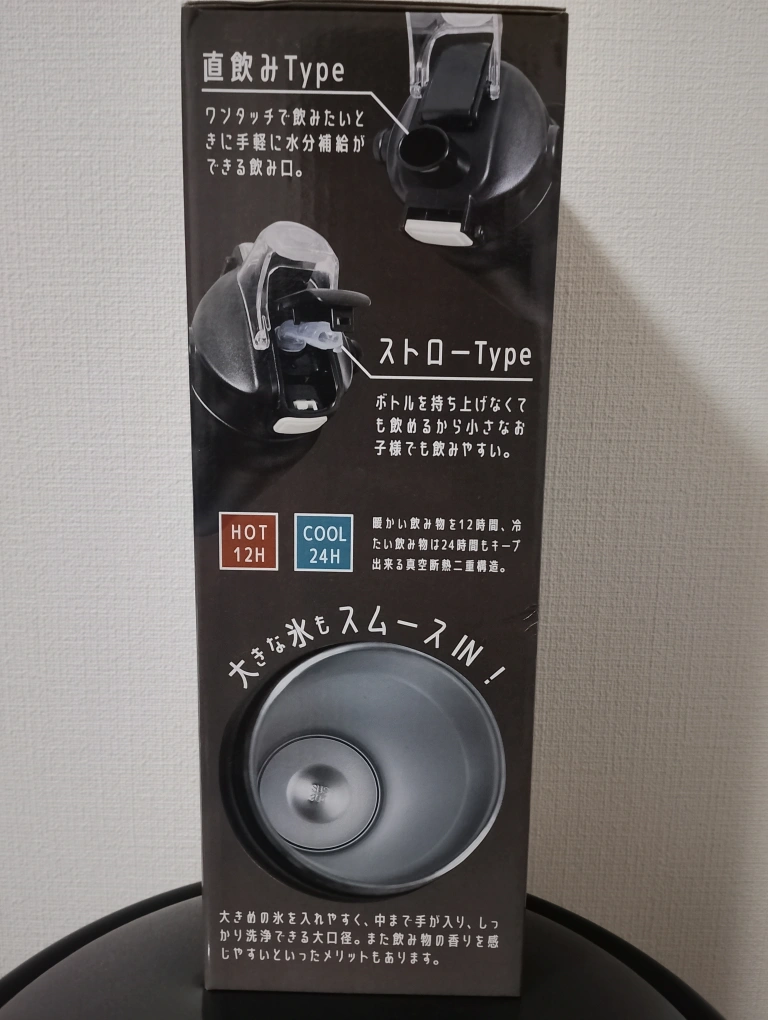 直飲みType
ワンタッチで飲みたいと
きに手軽に水分補給が
できる飲み口。
ストローType
ボトルを持ち上げなくて
も飲めるから小さなお
子様でも飲みやすい。
HOT
12H
COOL
24H
暖かい飲み物を12時間、冷
たい飲み物は24時間もキープ
出来る真空断熱二重構造。
大きな氷もスムースIN!
大きめの氷を入れやすく、中まで手が入り、しっ
かり洗浄できる大口径。また飲み物の香りを感
じやすいといったメリットもあります。